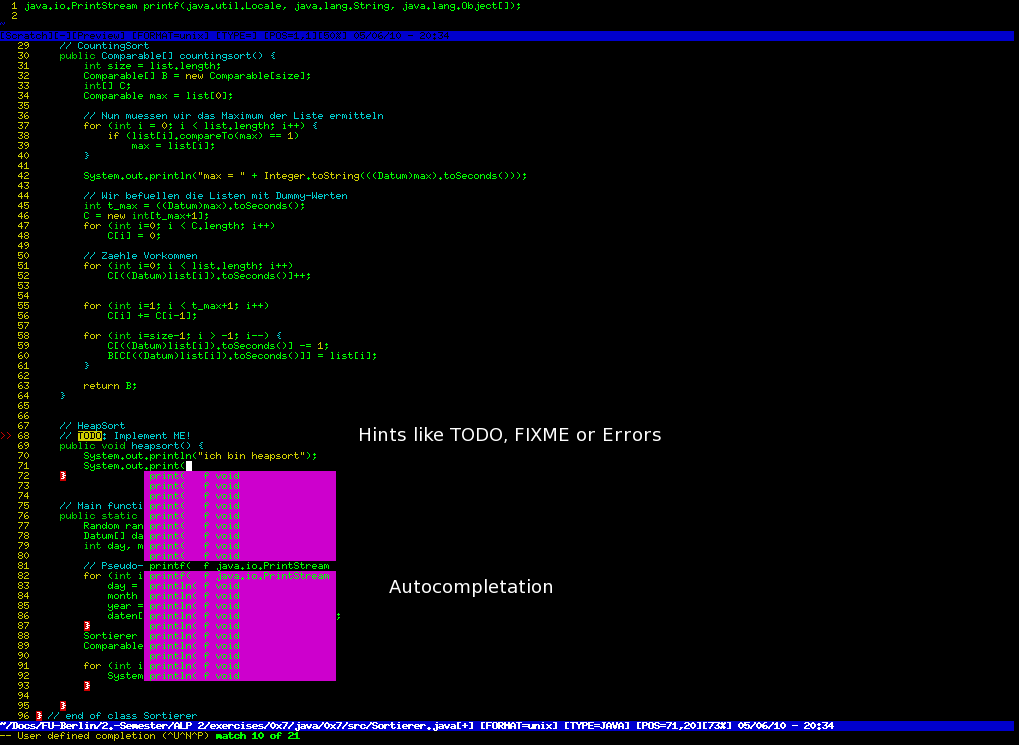 1 java.io.PrintStream printf(java.util.Locale, java.lang.String, java.lang.Object[]);
2
[Scratch][-][Preview] [FORMAT=unix] [TYPE=] [POS=1,1][50%] 05/06/10 - 20:34
29 // CountingSort
30 public Comparable[] countingsort() {
31 int size = list.length;
32 Comparable[] B = new Comparable[size];
33 int[] C;
34 Comparable max = list[0];
35
36 // Nun muessen wir das Maximum der Liste ermitteln
37 for (int i = 0; i < list.length; i++) {
38 if (list[i].compareTo(max) == 1)
39 max = list[i];
40 }
41
42 System.out.println("max = " + Integer.toString(((Datum)max).toSeconds()));
43
44 // Wir befuellen die Listen mit Dummy-Werten
45 int t_max = ((Datum)max).toSeconds();
46 C = new int[t_max+1];
47 for (int i=0; i < C.length; i++)
48 C[i] = 0;
49
50 // Zaehle Vorkommen
51 for (int i=0; i < list.length; i++)
52 C[((Datum)list[i]).toSeconds()]++;
53
54
55 for (int i=1; i < t_max+1; i++)
56 C[i] += C[i-1];
57
58 for (int i=size-1; i > -1; i--) {
59 C[((Datum)list[i]).toSeconds()] -= 1;
60 B[C[((Datum)list[i]).toSeconds()]] = list[i];
61 }
62
63 return B;
64 }
65
66
67 // HeapSort
>> 68 // TODO: Implement ME! Hints like TODO, FIXME or Errors
69 public void heapsort() {
70 System.out.println("ich bin heapsort");
71 System.out.print(
72 } print( f void
73 print( f void
74 print( f void
75 // Main functi print( f void
76 public static print( f void
77 Random ran print( f void
78 Datum[] da print( f void
79 int day, m print( f void
80 print( f void
81 // Pseudo- printf( f java.io.PrintStream
82 for (int i printf( f java.io.PrintStream
83 day = println( f void Autocompletation
84 month println( f void
85 year = println( f void
86 daten[ println( f void ;
87 } println( f void
88 Sortierer println( f void
89 Comparable println( f void
90 println( f void
91 for (int i println( f void
92 System println( f void
93 }
94
95 }
96 } // end of class Sortierer
~/Docs/FU-Berlin/2.-Semester/ALP 2/exercises/0x7/java/0x7/src/Sortierer.java[+] [FORMAT=unix] [TYPE=JAVA] [POS=71,20][73%] 05/06/10 - 20:34
-- User defined completion (^U^N^P) match 10 of 21